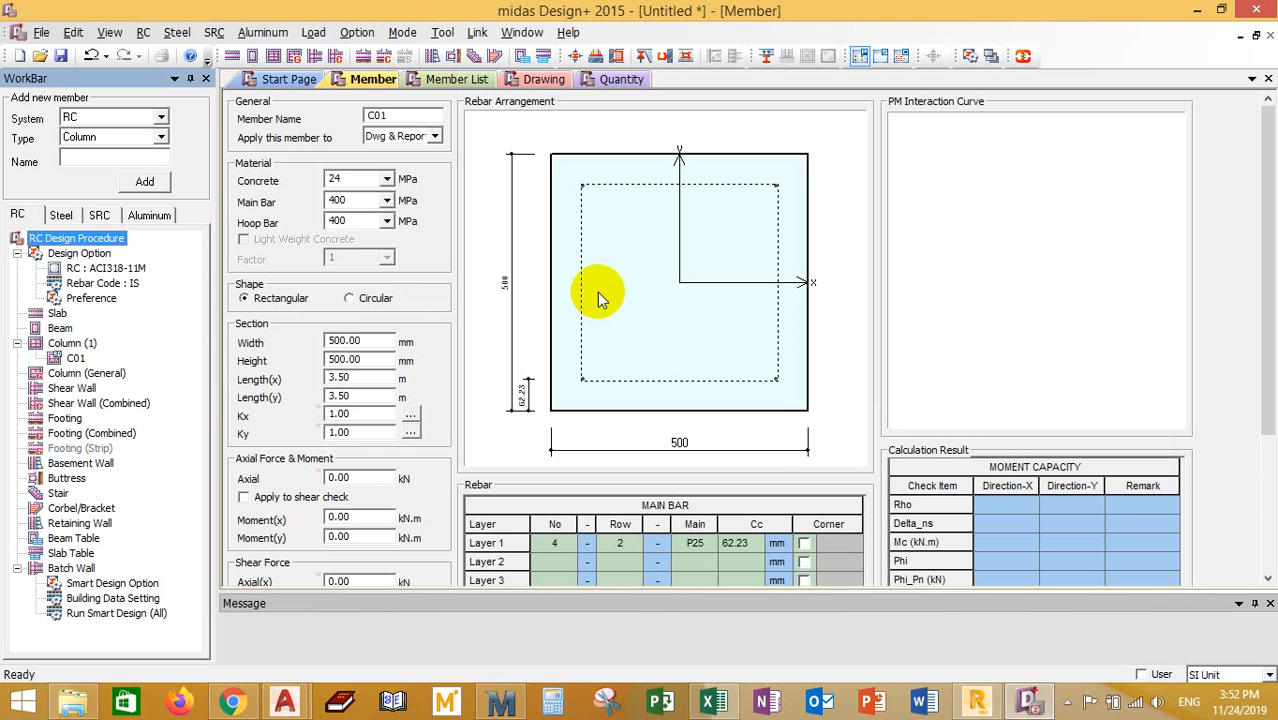 midas Design+ 2015 - [Untitled *] - [Member]
File Edit View RC Steel SRC Aluminum Load Option Mode Tool Link Window Help
WorkBar
Start Page Member Member List Drawing Quantity
Add new member
System RC
Type Column
Name
Add
RC Steel SRC Aluminum
RC Design Procedure
Design Option
RC : ACI318-11M
Rebar Code : IS
Preference
Slab
Beam
Column (1)
C01
Column (General)
Shear Wall
Shear Wall (Combined)
Footing
Footing (Combined)
Footing (Strip)
Basement Wall
Buttress
Stair
Corbel/Bracket
Retaining Wall
Beam Table
Slab Table
Batch Wall
Smart Design Option
Building Data Setting
Run Smart Design (All)
General
Member Name C01
Apply this member to Dwg & Repor
Material
Concrete 24 MPa
Main Bar 400 MPa
Hoop Bar 400 MPa
Light Weight Concrete
Factor 1
Shape
Rectangular Circular
Section
Width 500.00 mm
Height 500.00 mm
Length(x) 3.50 m
Length(y) 3.50 m
Kx 1.00 ...
Ky 1.00 ...
Axial Force & Moment
Axial 0.00 kN
Apply to shear check
Moment(x) 0.00 kN.m
Moment(y) 0.00 kN.m
Shear Force
Axial(x) 0.00 kN
Rebar Arrangement
y
x
500
62.23
500
Rebar
MAIN BAR
Layer No - Row - Main Cc Corner
Layer 1 4 - 2 - P25 62.23 mm
Layer 2 - - mm
Layer 3 - - mm
PM Interaction Curve
Calculation Result
MOMENT CAPACITY
Check Item Direction-X Direction-Y Remark
Rho
Delta_ns
Mc (kN.m)
Phi
Phi_Pn (kN)
Message
Ready
User SI Unit
ENG
3:52 PM
11/24/2019